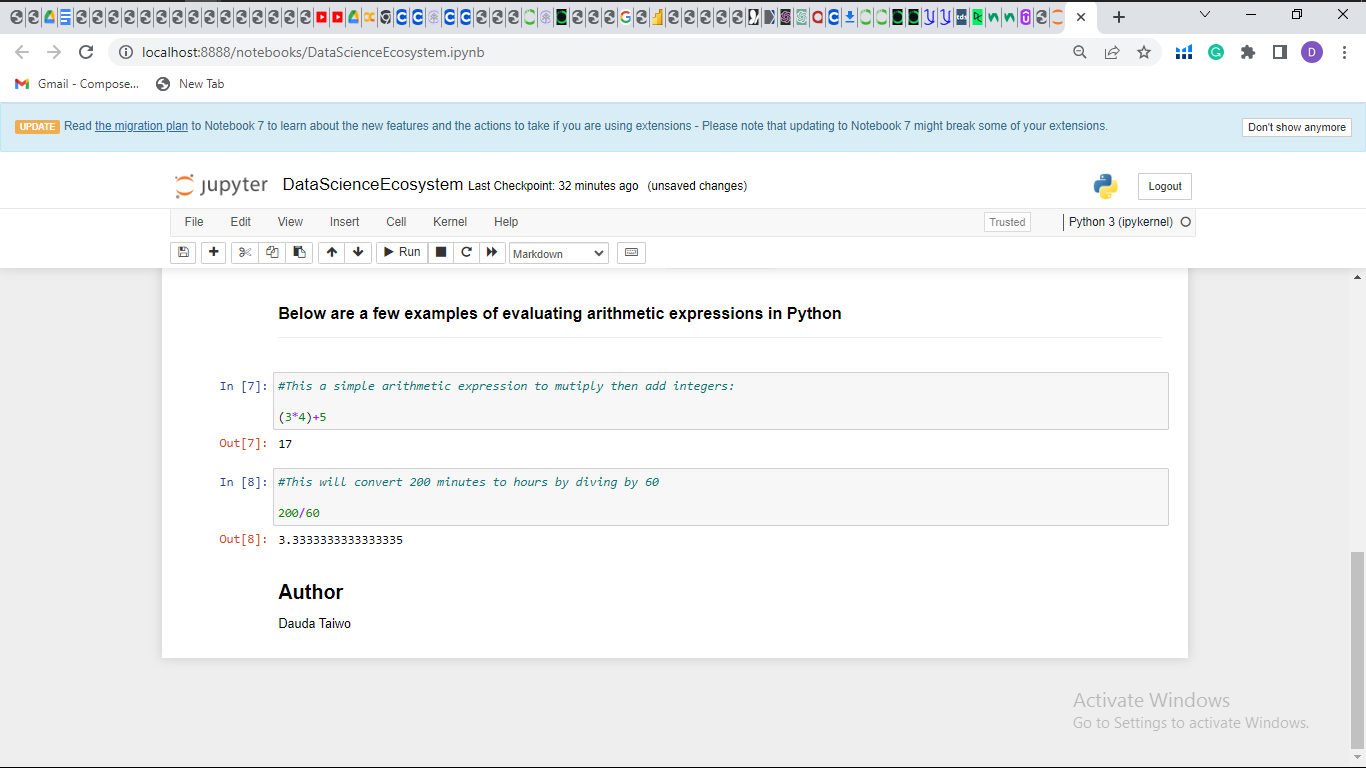 localhost:8888/notebooks/DataScienceEcosystem.ipynb
D
Gmail - Compose...
New Tab
UPDATE Read the migration plan to Notebook 7 to learn about the new features and the actions to take if you are using extensions - Please note that updating to Notebook 7 might break some of your extensions.
Don't show anymore
jupyter DataScienceEcosystem Last Checkpoint: 32 minutes ago (unsaved changes)
Logout
File Edit View Insert Cell Kernel Help
Trusted
Python 3 (ipykernel)
Run
Markdown
Below are a few examples of evaluating arithmetic expressions in Python
In [7]: #This a simple arithmetic expression to mutiply then add integers:
(3*4)+5
Out[7]: 17
In [8]: #This will convert 200 minutes to hours by diving by 60
200/60
Out[8]: 3.3333333333333335
Author
Dauda Taiwo
Activate Windows
Go to Settings to activate Windows.